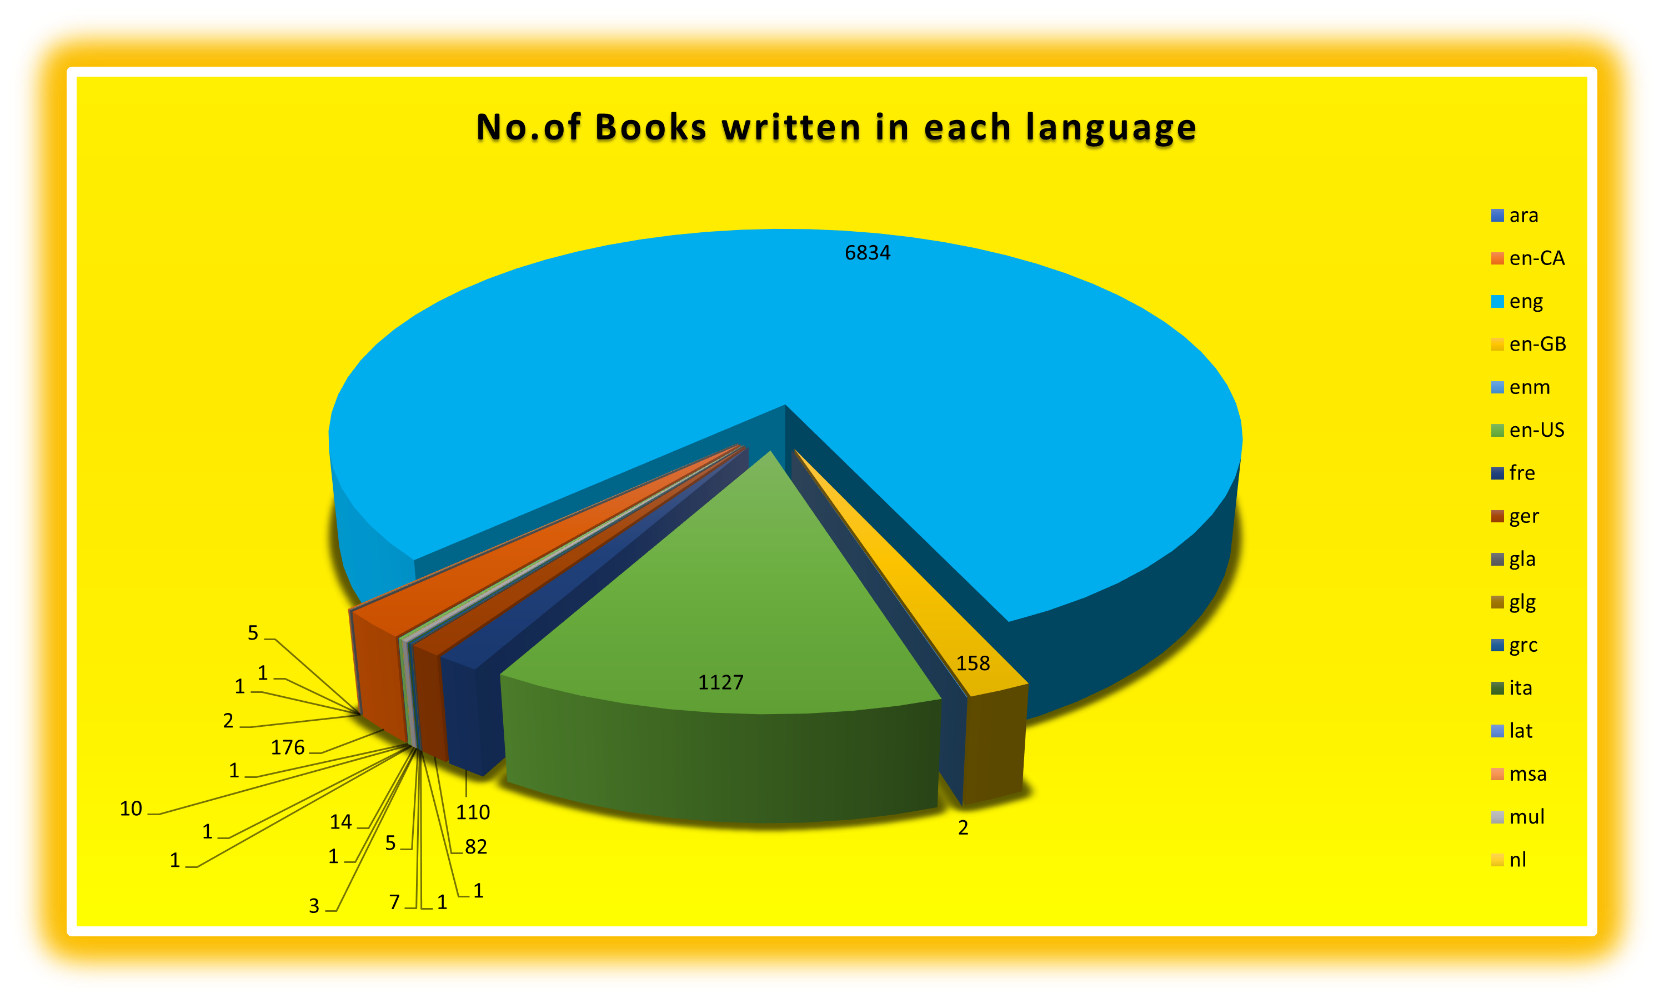 No.of Books written in each language
6834
ara
en-CA
eng
en-GB
enm
en-US
fre
ger
gla
glg
grc
ita
lat
msa
mul
nl
5
1
1
2
176
1
10
1
1
14
1
3
5
7
1
1
82
110
1127
158
2